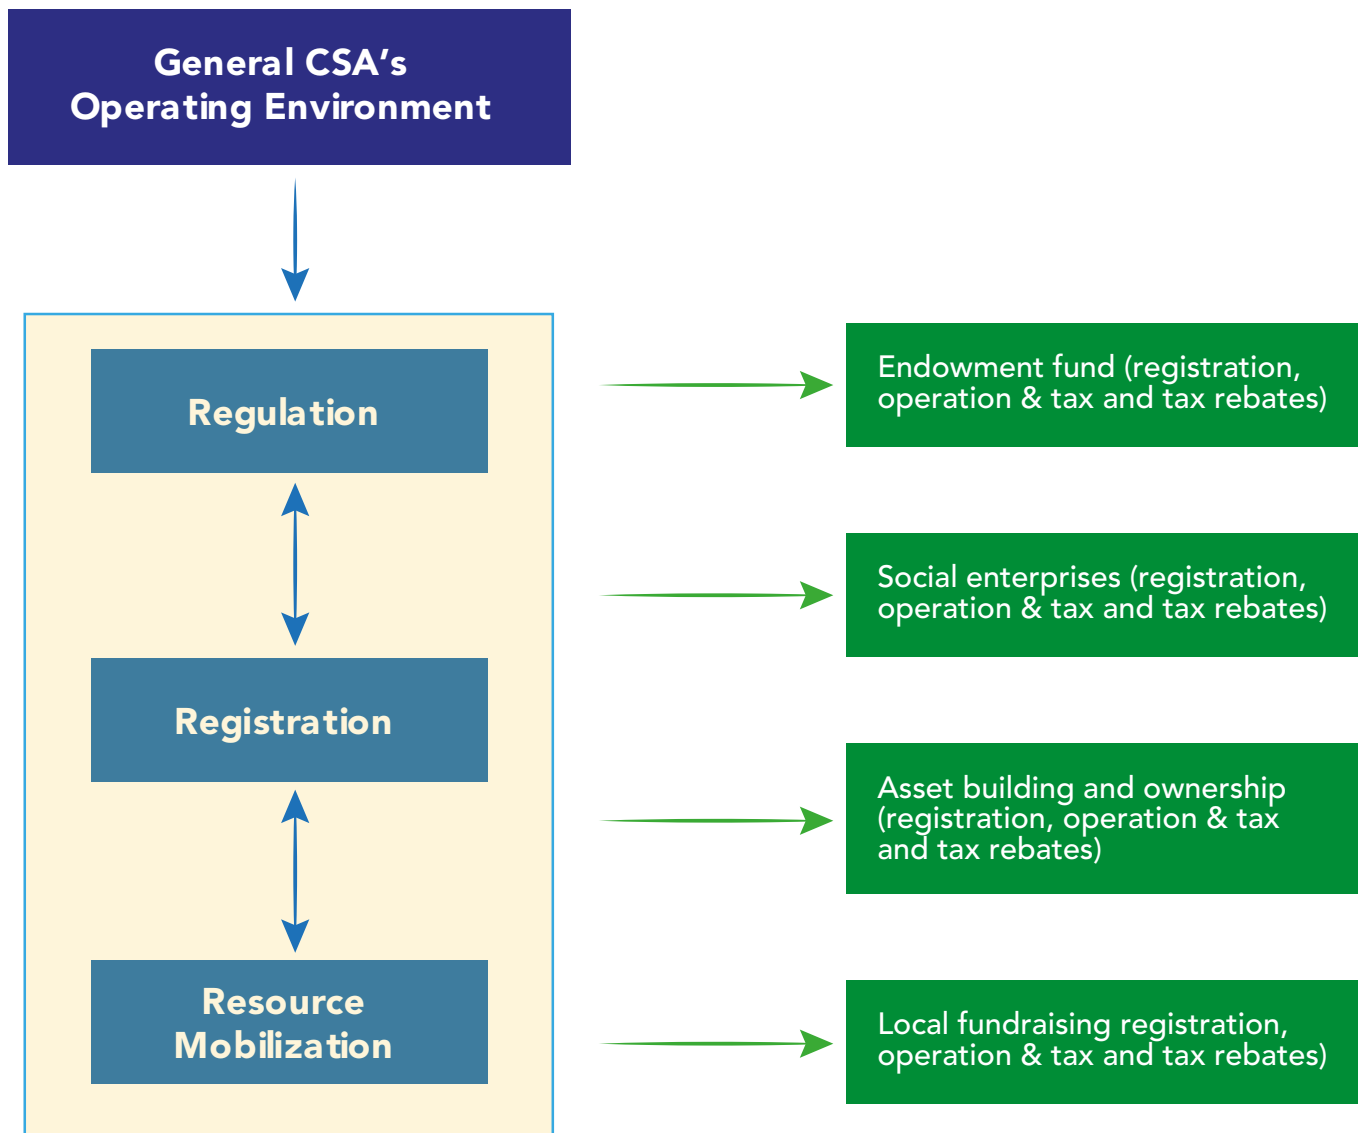 General CSA’s
Operating Environment
Regulation
Endowment fund (registration,
operation & tax and tax rebates)
Social enterprises (registration,
operation & tax and tax rebates)
Registration
Asset building and ownership
(registration, operation & tax
and tax rebates)
Resource
Mobilization
Local fundraising registration,
operation & tax and tax rebates)